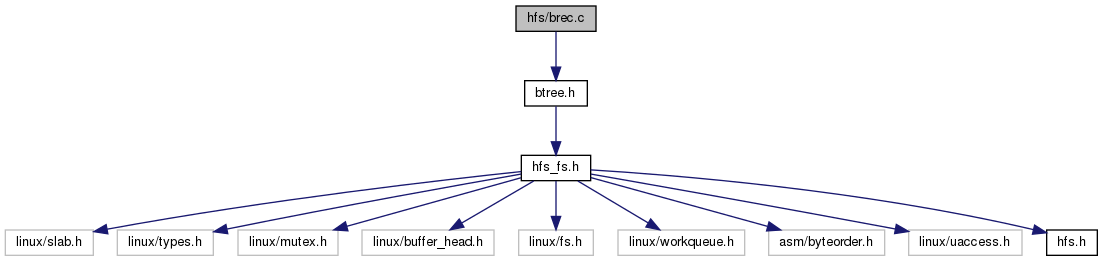 hfs/brec.c
btree.h
hfs_fs.h
linux/slab.h
linux/types.h
linux/mutex.h
linux/buffer_head.h
linux/fs.h
linux/workqueue.h
asm/byteorder.h
linux/uaccess.h
hfs.h